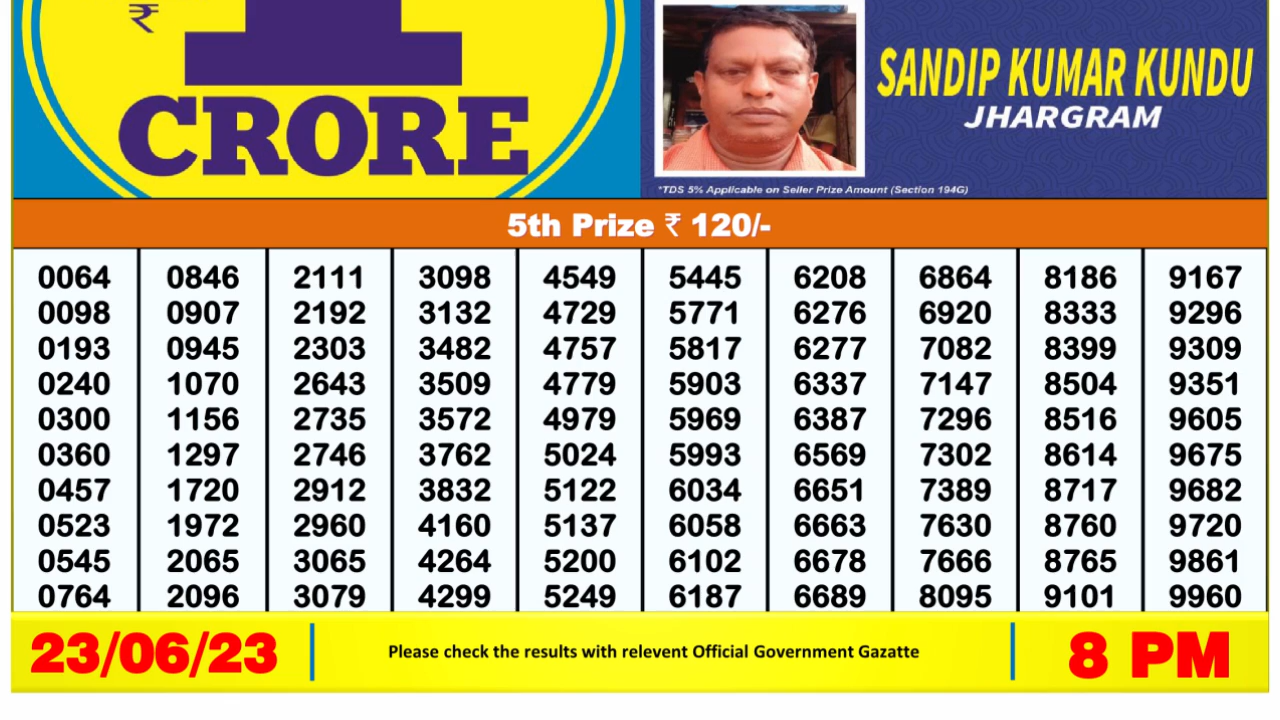 ₹
1
CRORE
SANDIP KUMAR KUNDU
JHARGRAM
*TDS 5% Applicable on Seller Prize Amount (Section 194G)
5th Prize ₹ 120/-
0064 0846 2111 3098 4549 5445 6208 6864 8186 9167
0098 0907 2192 3132 4729 5771 6276 6920 8333 9296
0193 0945 2303 3482 4757 5817 6277 7082 8399 9309
0240 1070 2643 3509 4779 5903 6337 7147 8504 9351
0300 1156 2735 3572 4979 5969 6387 7296 8516 9605
0360 1297 2746 3762 5024 5993 6569 7302 8614 9675
0457 1720 2912 3832 5122 6034 6651 7389 8717 9682
0523 1972 2960 4160 5137 6058 6663 7630 8760 9720
0545 2065 3065 4264 5200 6102 6678 7666 8765 9861
0764 2096 3079 4299 5249 6187 6689 8095 9101 9960
23/06/23 Please check the results with relevent Official Government Gazatte 8 PM